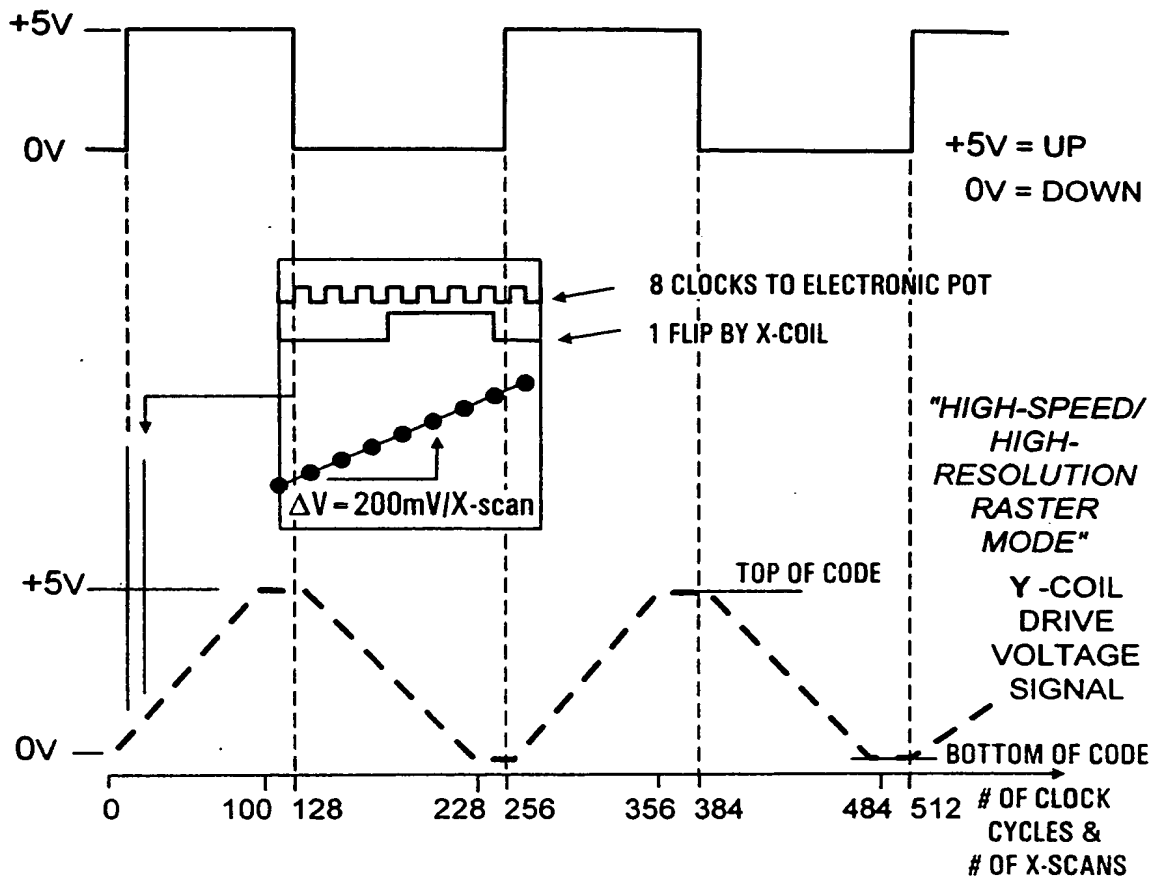 +5V
0V
+5V = UP
0V = DOWN
8 CLOCKS TO ELECTRONIC POT
1 FLIP BY X-COIL
ΔV = 200mV/X-scan
"HIGH-SPEED/
HIGH-
RESOLUTION
RASTER
MODE"
+5V
TOP OF CODE
Y -COIL
DRIVE
VOLTAGE
SIGNAL
0V
BOTTOM OF CODE
0 100 128 228 256 356 384 484 512
# OF CLOCK
CYCLES &
# OF X-SCANS